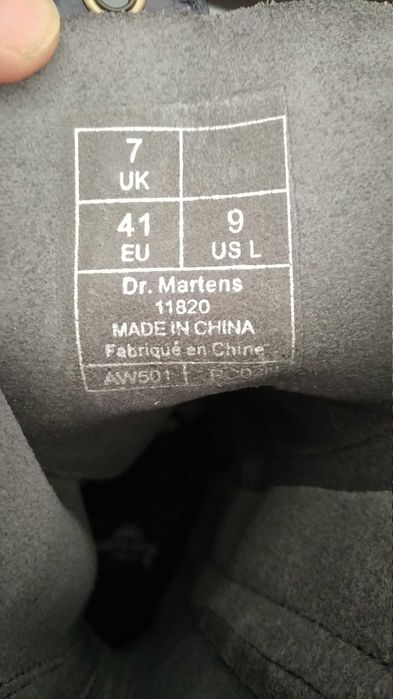 7
UK
41
EU
9
US L
Dr. Martens
11820
MADE IN CHINA
Fabriqué en Chine
AW501